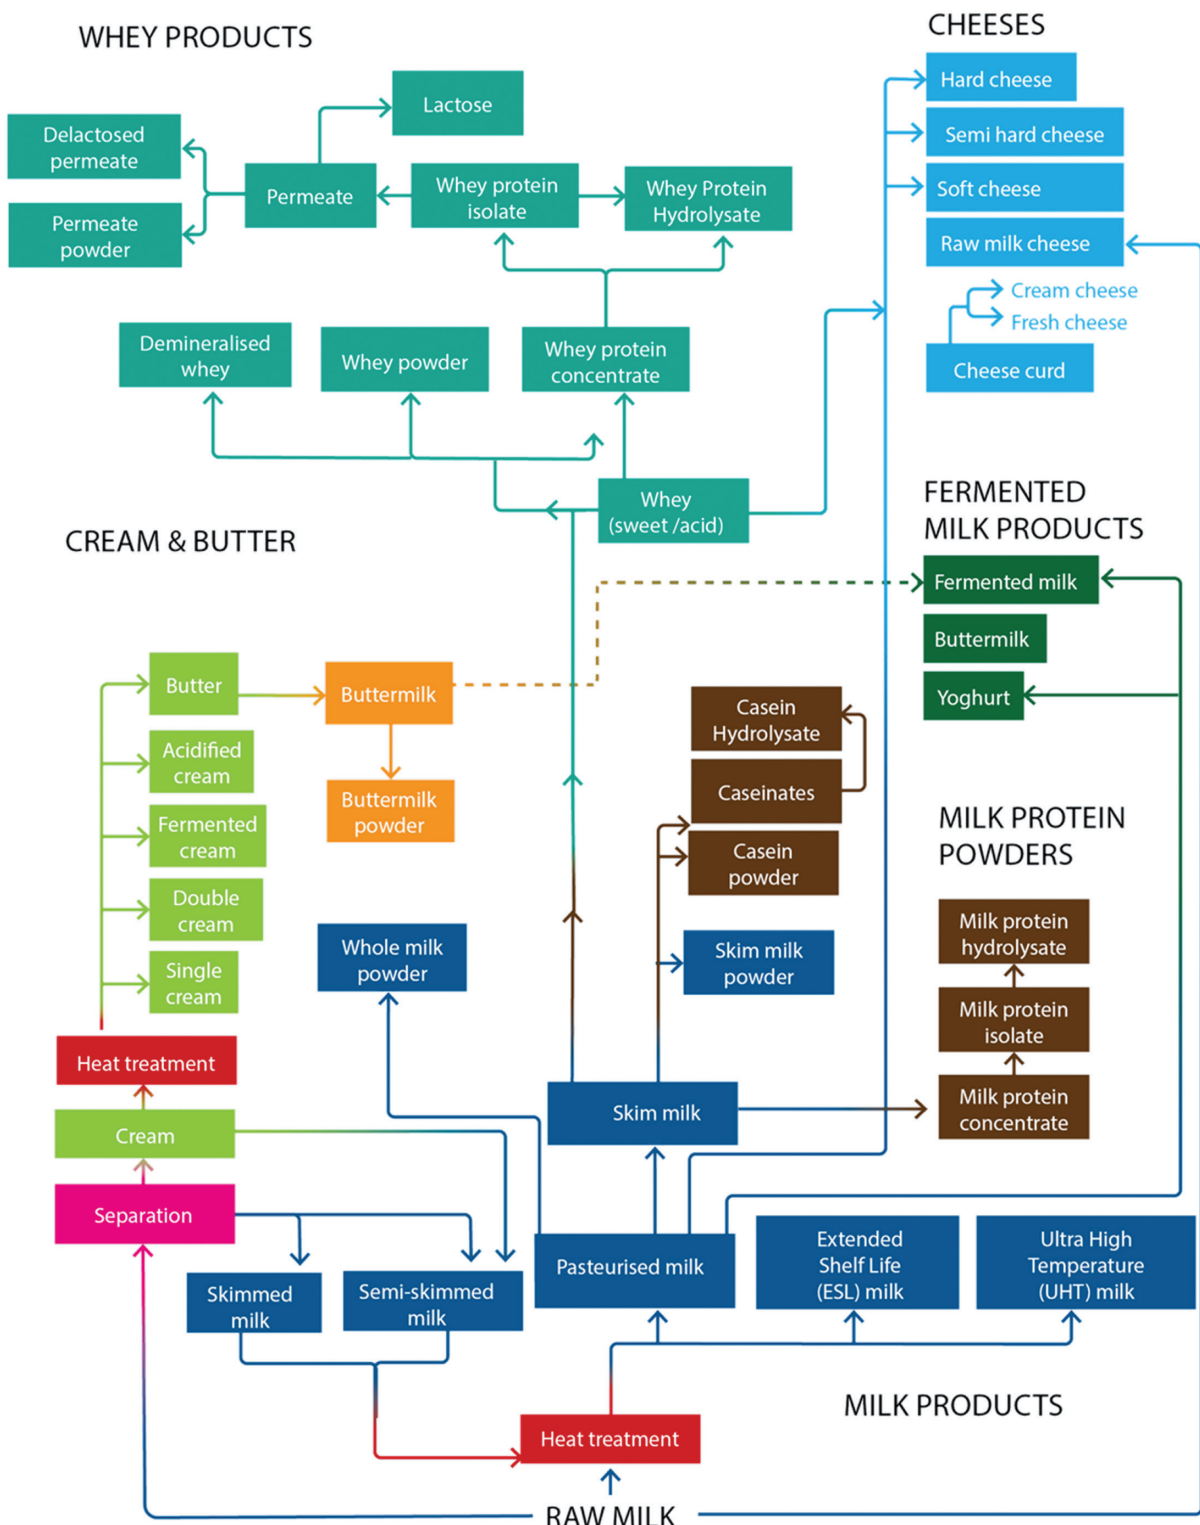 WHEY PRODUCTS
CHEESES
Hard cheese
Lactose
Delactosed
permeate
Semi hard cheese
Permeate
Whey protein
isolate
Whey Protein
Hydrolysate
Soft cheese
Permeate
powder
Raw milk cheese
Cream cheese
Fresh cheese
Demineralised
whey
Whey powder
Whey protein
concentrate
Cheese curd
Whey
(sweet /acid)
FERMENTED
MILK PRODUCTS
CREAM & BUTTER
Fermented milk
Buttermilk
Yoghurt
Butter
Buttermilk
Casein
Hydrolysate
Acidified
cream
Buttermilk
powder
Caseinates
MILK PROTEIN
POWDERS
Fermented
cream
Casein
powder
Double
cream
Whole milk
powder
Skim milk
powder
Milk protein
hydrolysate
Single
cream
Milk protein
isolate
Heat treatment
Skim milk
Milk protein
concentrate
Cream
Separation
Pasteurised milk
Extended
Shelf Life
(ESL) milk
Ultra High
Temperature
(UHT) milk
Skimmed
milk
Semi-skimmed
milk
MILK PRODUCTS
Heat treatment
RAW MILK